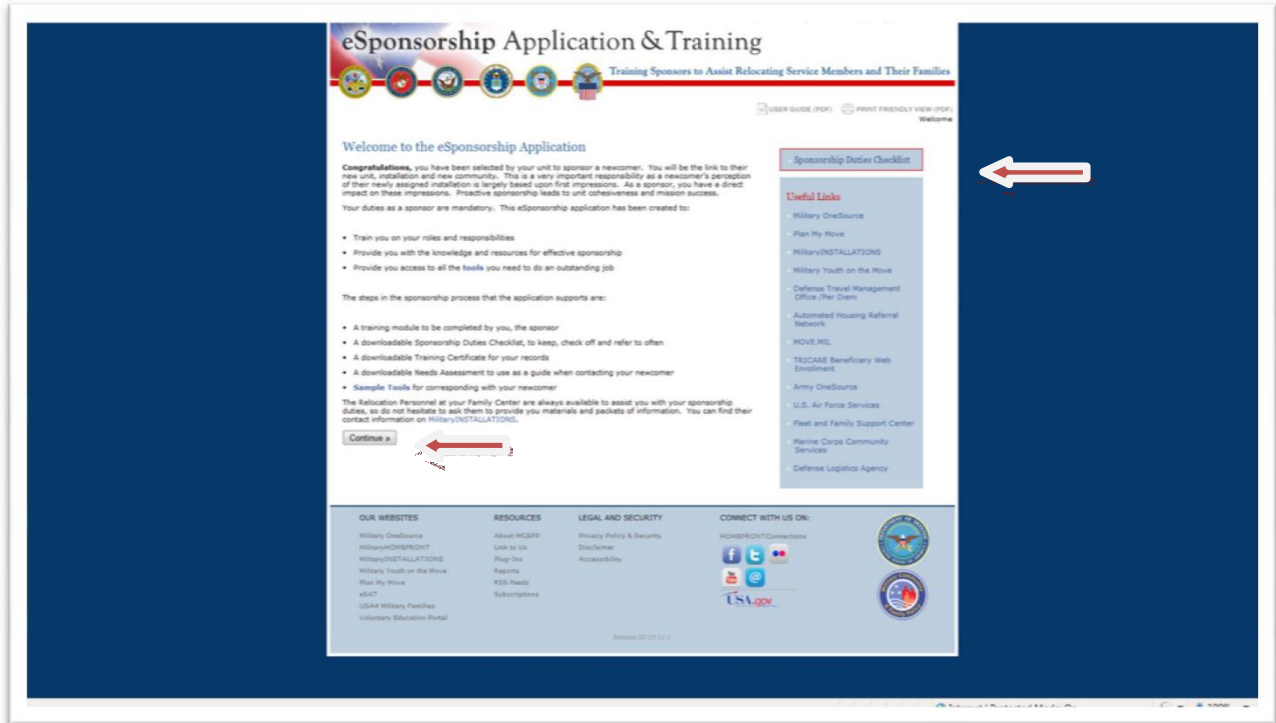 eSponsorship Application & Training
Training Sponsors to Assist Relocating Service Members and Their Families
USER GUIDE (PDF) PRINT FRIENDLY VIEW (PDF)
Welcome
Welcome to the eSponsorship Application
Congratulations, you have been selected by your unit to sponsor a newcomer. You will be the link to their
new unit, installation and new community. This is a very important responsibility as a newcomer's perception
of their newly assigned installation is largely based upon first impressions. As a sponsor, you have a direct
impact on these impressions. Proactive sponsorship leads to unit cohesiveness and mission success.
Your duties as a sponsor are mandatory. This eSponsorship application has been created to:
• Train you on your roles and responsibilities
• Provide you with the knowledge and resources for effective sponsorship
• Provide you access to all the tools you need to do an outstanding job
The steps in the sponsorship process that the application supports are:
• A training module to be completed by you, the sponsor
• A downloadable Sponsorship Duties Checklist, to keep, check off and refer to often
• A downloadable Training Certificate for your records
• A downloadable Needs Assessment to use as a guide when contacting your newcomer
• Sample Tools for corresponding with your newcomer
The Relocation Personnel at your Family Center are always available to assist you with your sponsorship
duties, so do not hesitate to ask them to provide you materials and packets of information. You can find their
contact information on MilitaryINSTALLATIONS.
Continue »
Sponsorship Duties Checklist
Useful Links
Military OneSource
Plan My Move
MilitaryINSTALLATIONS
Military Youth on the Move
Defense Travel Management
Office /Per Diem
Automated Housing Referral
Network
MOVE.MIL
TRICARE Beneficiary Web
Enrollment
Army OneSource
U.S. Air Force Services
Fleet and Family Support Center
Marine Corps Community
Services
Defense Logistics Agency
OUR WEBSITES
Military OneSource
MilitaryHOMEFRONT
MilitaryINSTALLATIONS
Military Youth on the Move
Plan My Move
eSAT
USA4 Military Families
Voluntary Education Portal
RESOURCES
About MC&FP
Link to Us
Plug-Ins
Reports
RSS Feeds
Subscriptions
LEGAL AND SECURITY
Privacy Policy & Security
Disclaimer
Accessibility
CONNECT WITH US ON:
HOMEFRONTConnections
USA.gov